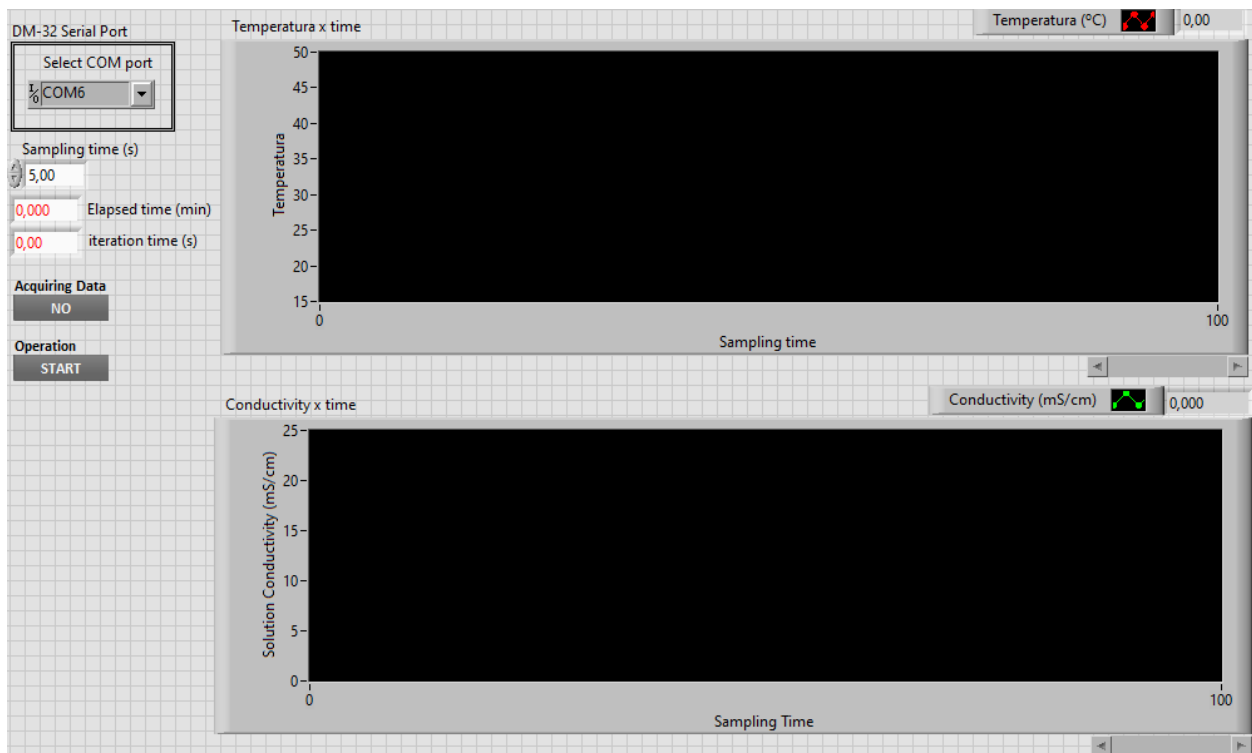 DM-32 Serial Port
Select COM port
I/O COM6
Sampling time (s)
5,00
0,000 Elapsed time (min)
0,00 iteration time (s)
Acquiring Data
NO
Operation
START
Temperatura x time
Temperatura (ºC) 0,00
50
45
40
35
30
25
20
15
Temperatura
0 100
Sampling time
Conductivity x time
Conductivity (mS/cm) 0,000
25
20
15
10
5
0
Solution Conductivity (mS/cm)
0 100
Sampling Time